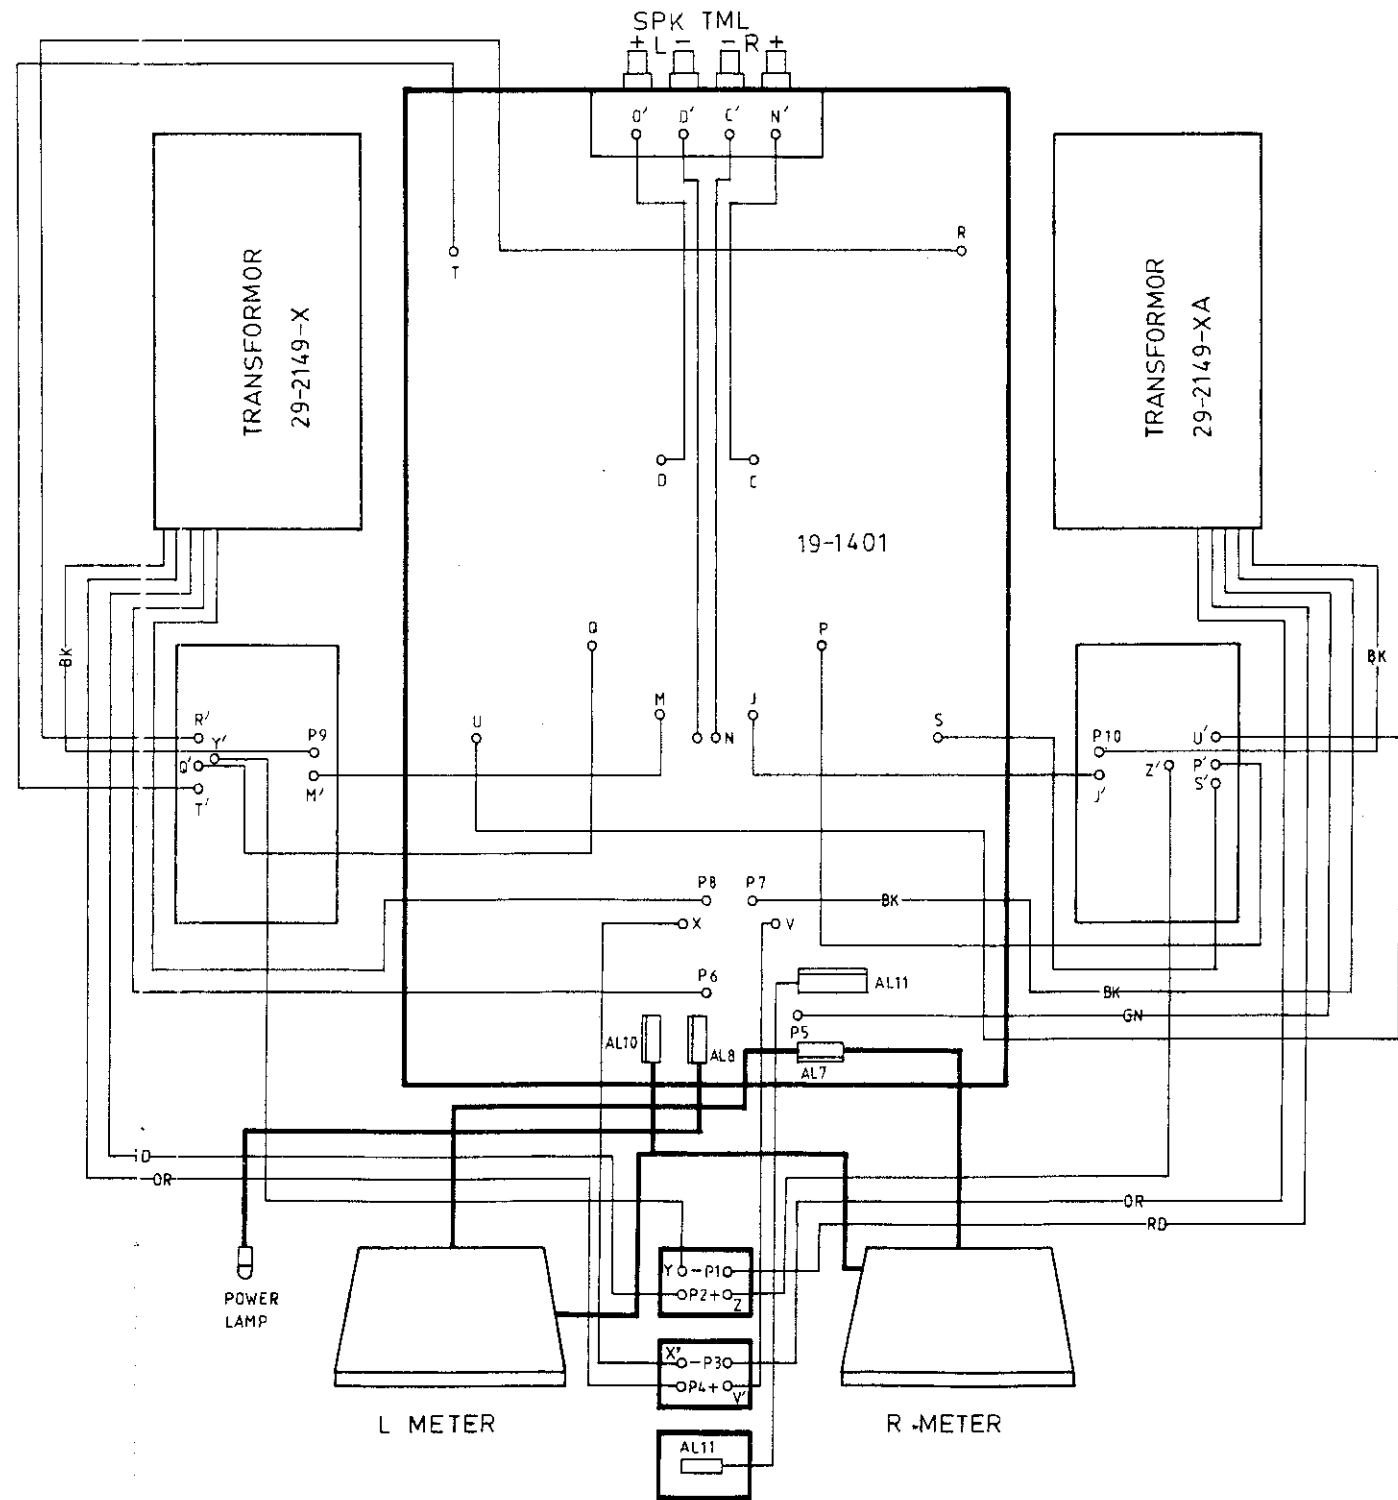 SPK TML
+ L - - R +
O' D' C' N'
T
R
TRANSFORMOR
29-2149-X
TRANSFORMOR
29-2149-XA
D
C
19-1401
Q
P
BK
BK
M
J
U
N
S
R'
Y'
P9
Q'
M'
T'
P10
U'
Z'
P'
S'
J'
P8
P7
BK
X
V
P6
AL11
BK
P5
GN
AL10
AL8
AL7
OR
OR
RD
POWER
LAMP
Y -P1
P2+ Z
X' -P3
P4+ V'
L METER
R METER
AL11